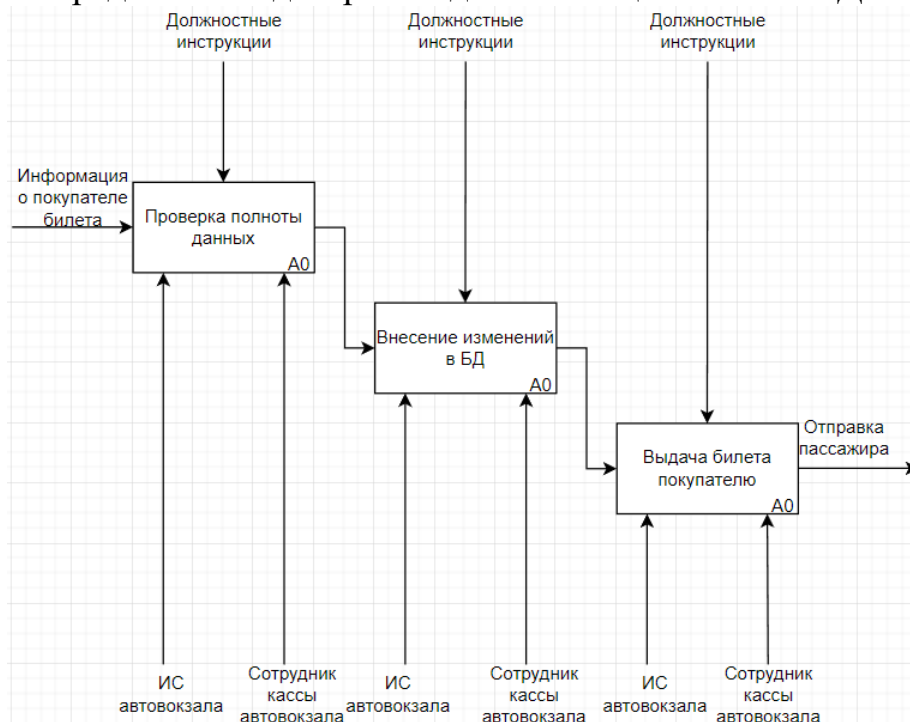 Должностные
инструкции
Должностные
инструкции
Должностные
инструкции
Информация
о покупателе
билета
Проверка полноты
данных
A0
Внесение изменений
в БД
A0
Выдача билета
покупателю
A0
Отправка
пассажира
ИС
автовокзала
Сотрудник
кассы
автовокзала
ИС
автовокзала
Сотрудник
кассы
автовокзала
ИС
автовокзала
Сотрудник
кассы
автовокзала